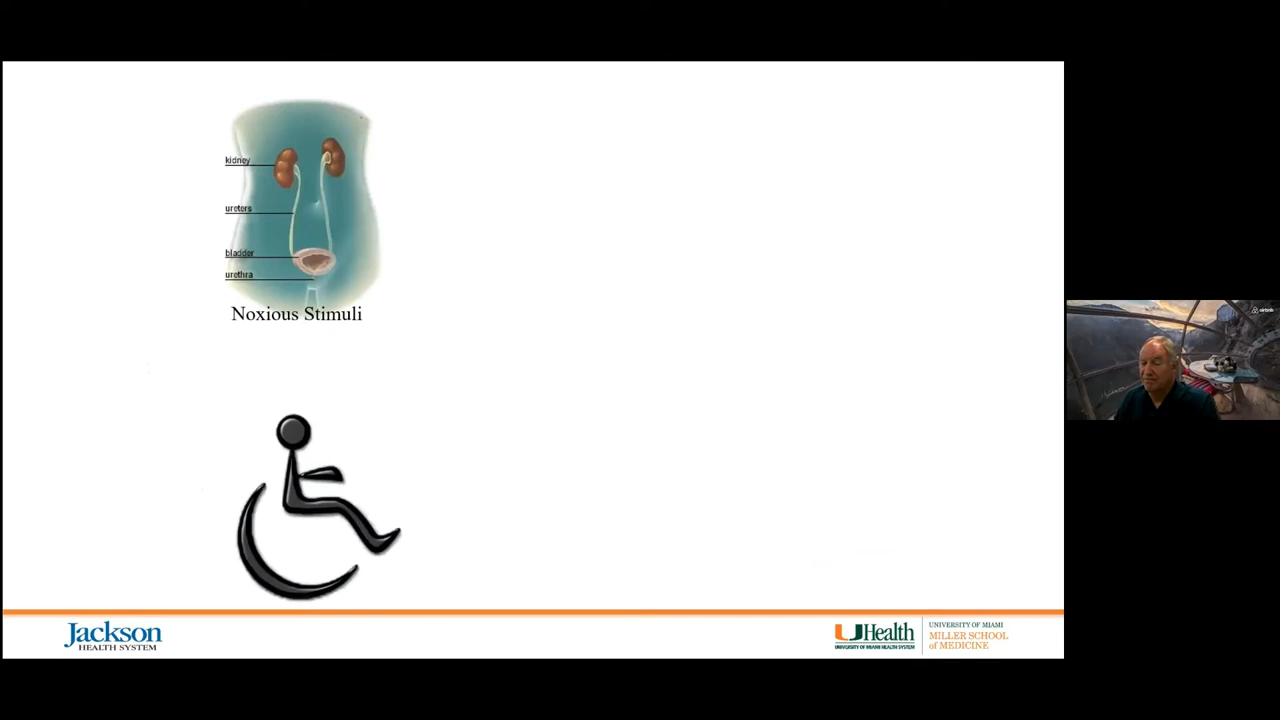 kidney
ureters
bladder
urethra
Noxious Stimuli
airbnb
Jackson
HEALTH SYSTEM
UHealth
UNIVERSITY OF MIAMI HEALTH SYSTEM
UNIVERSITY OF MIAMI
MILLER SCHOOL
of MEDICINE